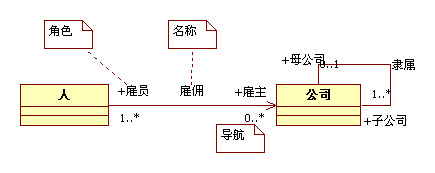 角色
名称
+母公司
0..1
隶属
人
+雇员
雇佣
+雇主
公司
1..*
1..*
0..*
导航
+子公司